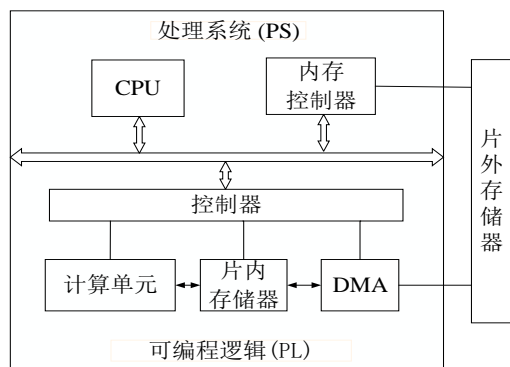 处理系统(PS)
CPU
内存
控制器
片外存储器
控制器
计算单元
片内
存储器
DMA
可编程逻辑(PL)